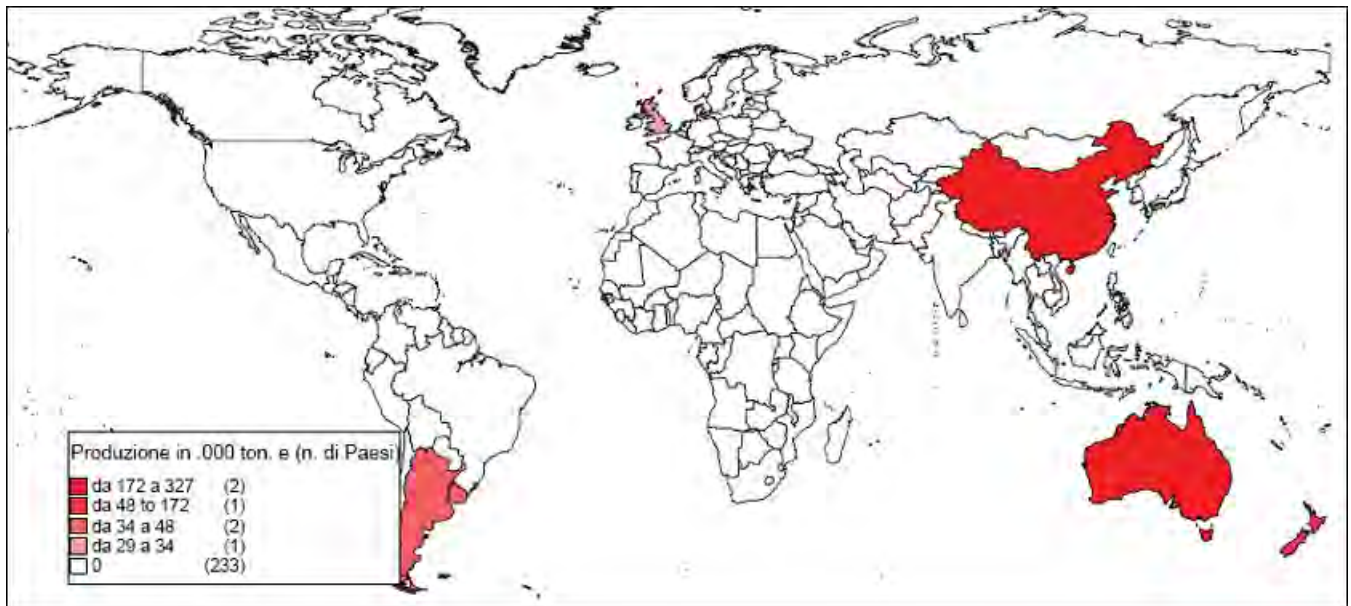 Produzione in .000 ton. e (n. di Paesi)
da 172 a 327 (2)
da 48 to 172 (1)
da 34 a 48 (2)
da 29 a 34 (1)
0 (233)